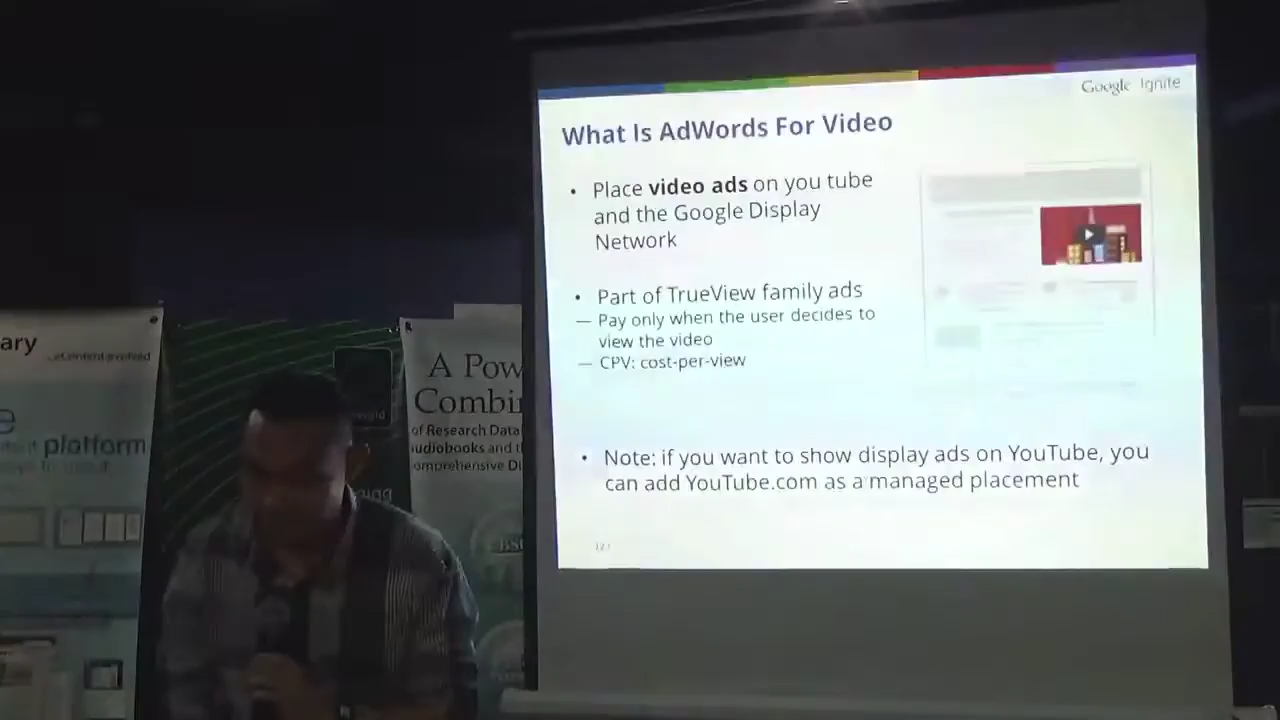 Google Ignite
What Is AdWords For Video
• Place video ads on you tube
and the Google Display
Network
• Part of TrueView family ads
— Pay only when the user decides to
view the video
— CPV: cost-per-view
• Note: if you want to show display ads on YouTube, you
can add YouTube.com as a managed placement
ary
platform
A Pow
Combi
of Research Data
udiobooks and t
omprehensive Di